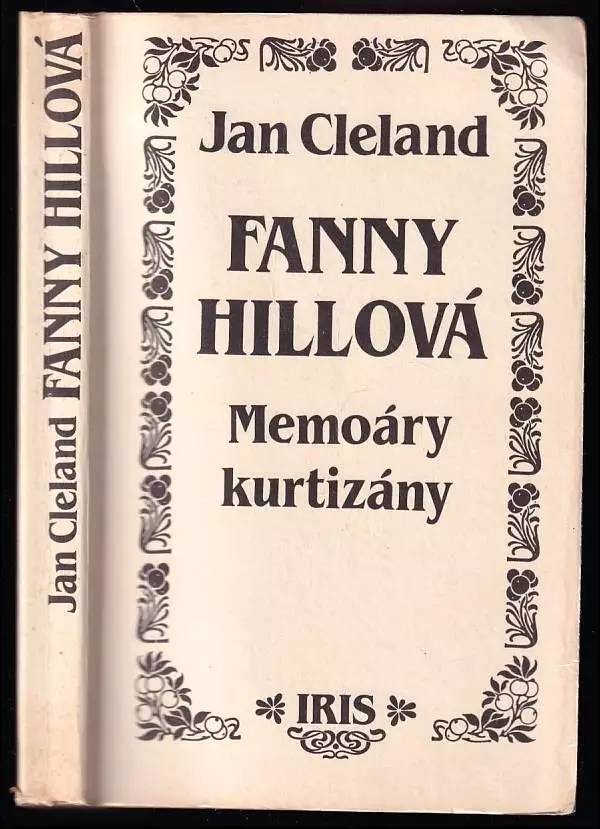 Jan Cleland FANNY HILLOVÁ
Jan Cleland
FANNY
HILLOVÁ
Memoáry
kurtizány
IRIS